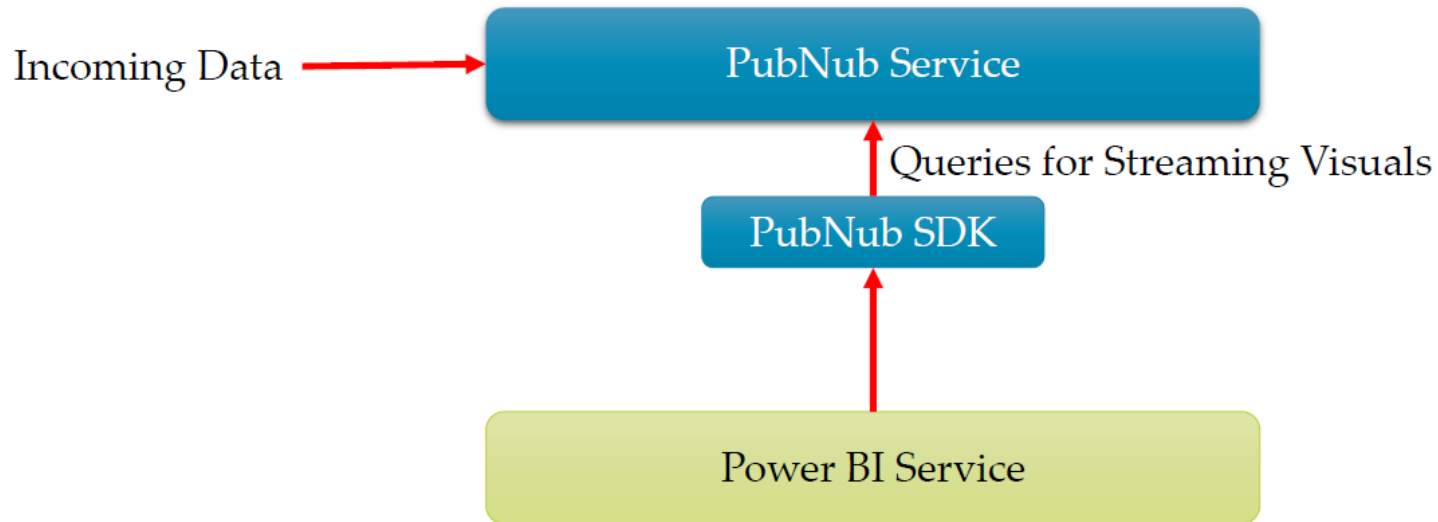 PubNub Service
Incoming Data
Queries for Streaming Visuals
PubNub SDK
Power BI Service